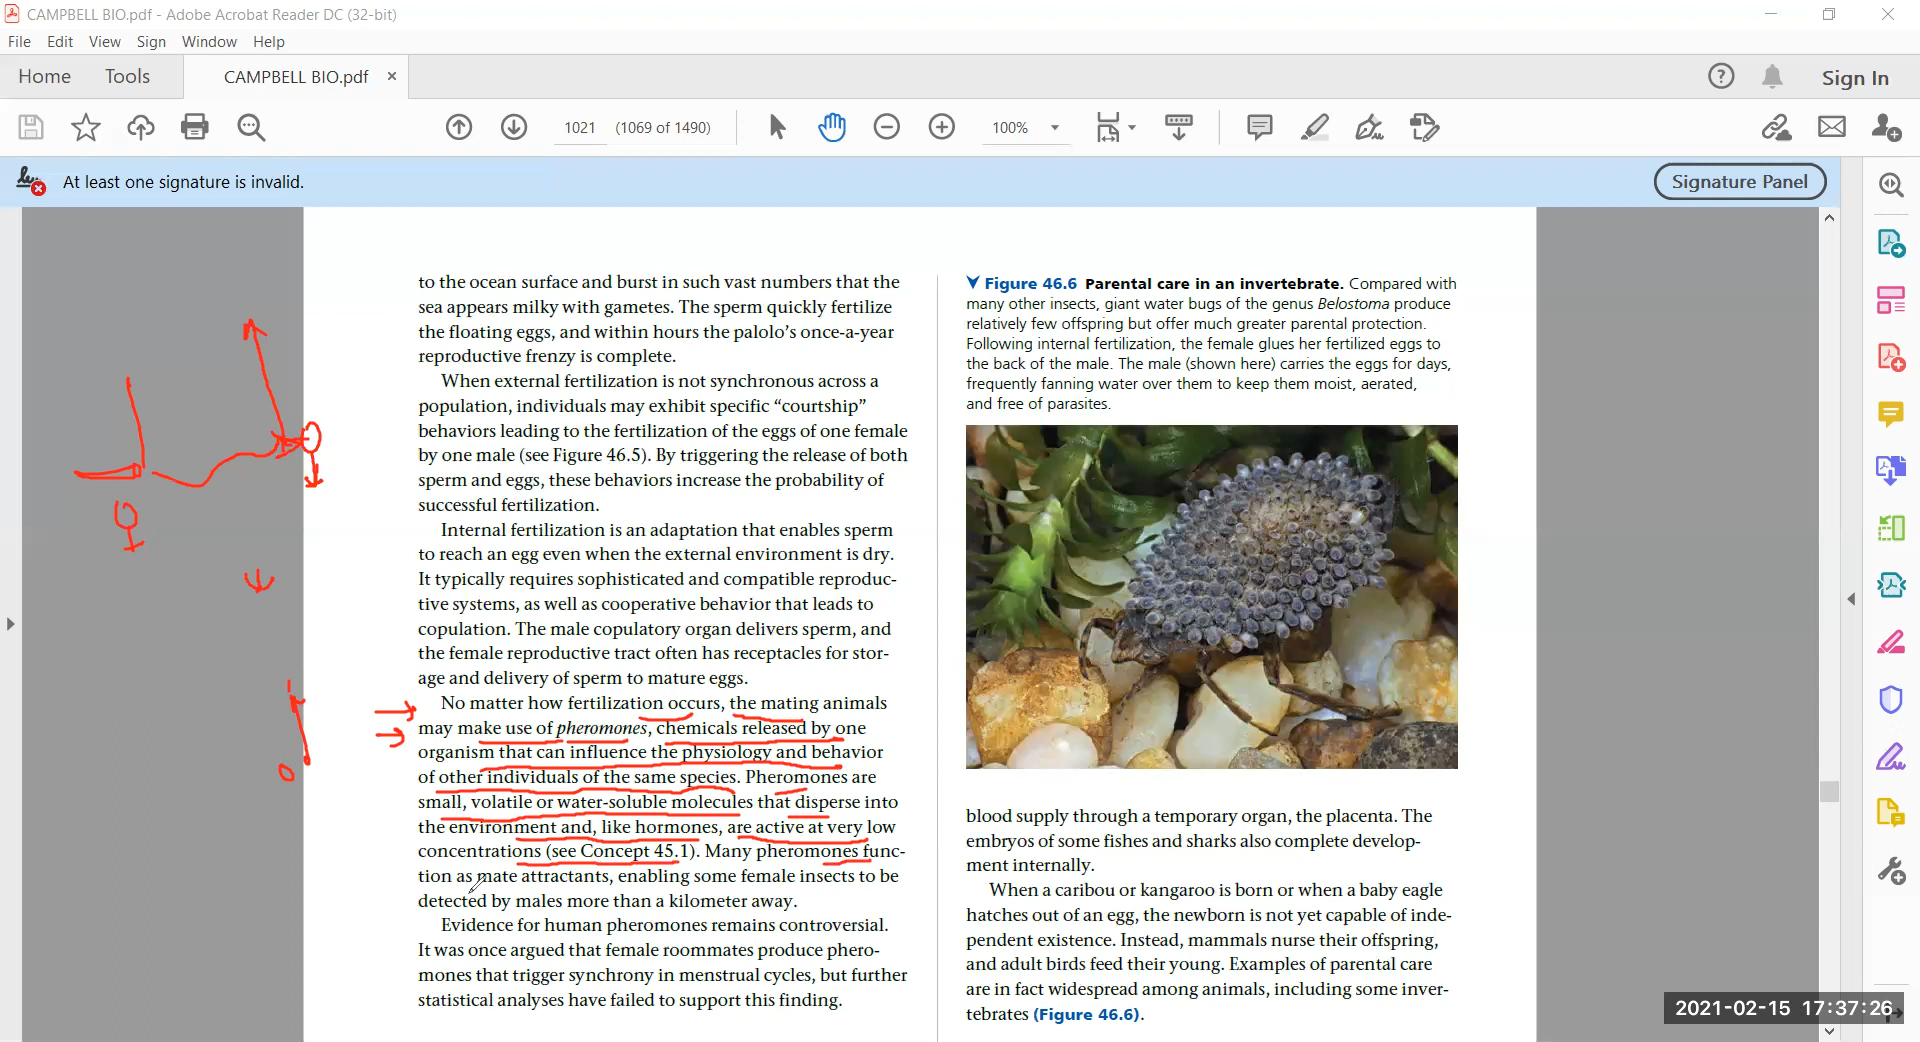 CAMPBELL BIO.pdf - Adobe Acrobat Reader DC (32-bit)
File Edit View Sign Window Help
Home Tools CAMPBELL BIO.pdf × Sign In
1021 (1069 of 1490) 100%
At least one signature is invalid. Signature Panel
to the ocean surface and burst in such vast numbers that the
sea appears milky with gametes. The sperm quickly fertilize
the floating eggs, and within hours the palolo's once-a-year
reproductive frenzy is complete.
When external fertilization is not synchronous across a
population, individuals may exhibit specific “courtship”
behaviors leading to the fertilization of the eggs of one female
by one male (see Figure 46.5). By triggering the release of both
sperm and eggs, these behaviors increase the probability of
successful fertilization.
Internal fertilization is an adaptation that enables sperm
to reach an egg even when the external environment is dry.
It typically requires sophisticated and compatible reproduc-
tive systems, as well as cooperative behavior that leads to
copulation. The male copulatory organ delivers sperm, and
the female reproductive tract often has receptacles for stor-
age and delivery of sperm to mature eggs.
No matter how fertilization occurs, the mating animals
may make use of pheromones, chemicals released by one
organism that can influence the physiology and behavior
of other individuals of the same species. Pheromones are
small, volatile or water-soluble molecules that disperse into
the environment and, like hormones, are active at very low
concentrations (see Concept 45.1). Many pheromones func-
tion as mate attractants, enabling some female insects to be
detected by males more than a kilometer away.
Evidence for human pheromones remains controversial.
It was once argued that female roommates produce phero-
mones that trigger synchrony in menstrual cycles, but further
statistical analyses have failed to support this finding.
Figure 46.6 Parental care in an invertebrate. Compared with
many other insects, giant water bugs of the genus Belostoma produce
relatively few offspring but offer much greater parental protection.
Following internal fertilization, the female glues her fertilized eggs to
the back of the male. The male (shown here) carries the eggs for days,
frequently fanning water over them to keep them moist, aerated,
and free of parasites.
blood supply through a temporary organ, the placenta. The
embryos of some fishes and sharks also complete develop-
ment internally.
When a caribou or kangaroo is born or when a baby eagle
hatches out of an egg, the newborn is not yet capable of inde-
pendent existence. Instead, mammals nurse their offspring,
and adult birds feed their young. Examples of parental care
are in fact widespread among animals, including some inver-
tebrates (Figure 46.6).
2021-02-15 17:37:26